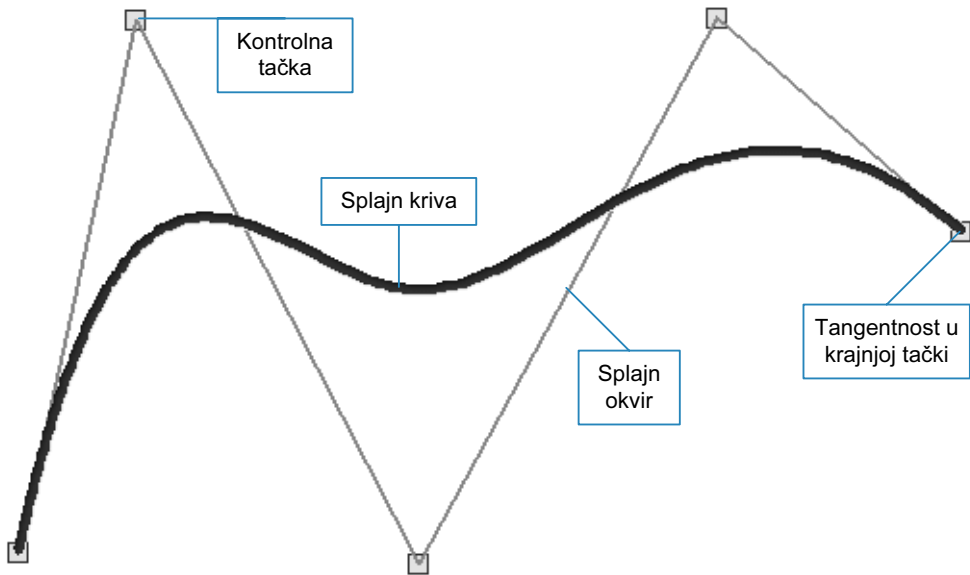 Kontrolna
tačka
Splajn kriva
Splajn
okvir
Tangentnost u
krajnjoj tački